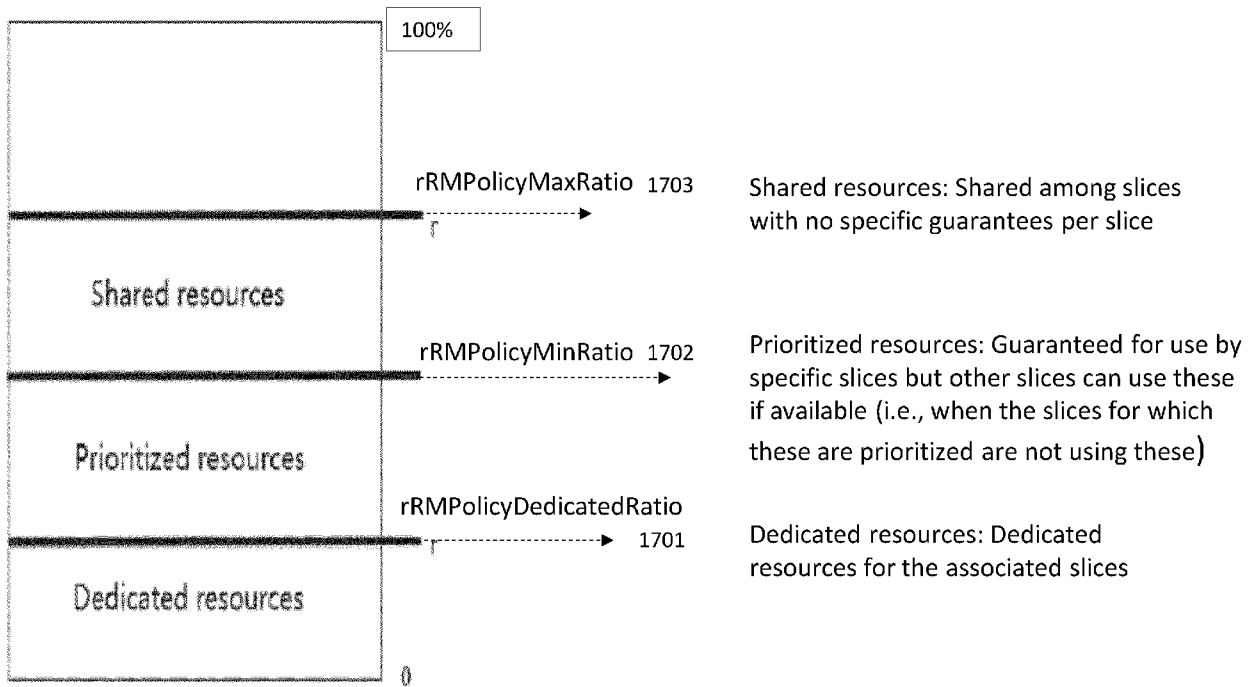 100%
rRMPolicyMaxRatio 1703
r
Shared resources: Shared among slices
with no specific guarantees per slice
Shared resources
rRMPolicyMinRatio 1702
Prioritized resources: Guaranteed for use by
specific slices but other slices can use these
if available (i.e., when the slices for which
these are prioritized are not using these)
Prioritized resources
rRMPolicyDedicatedRatio
1701
r
Dedicated resources: Dedicated
resources for the associated slices
Dedicated resources
0